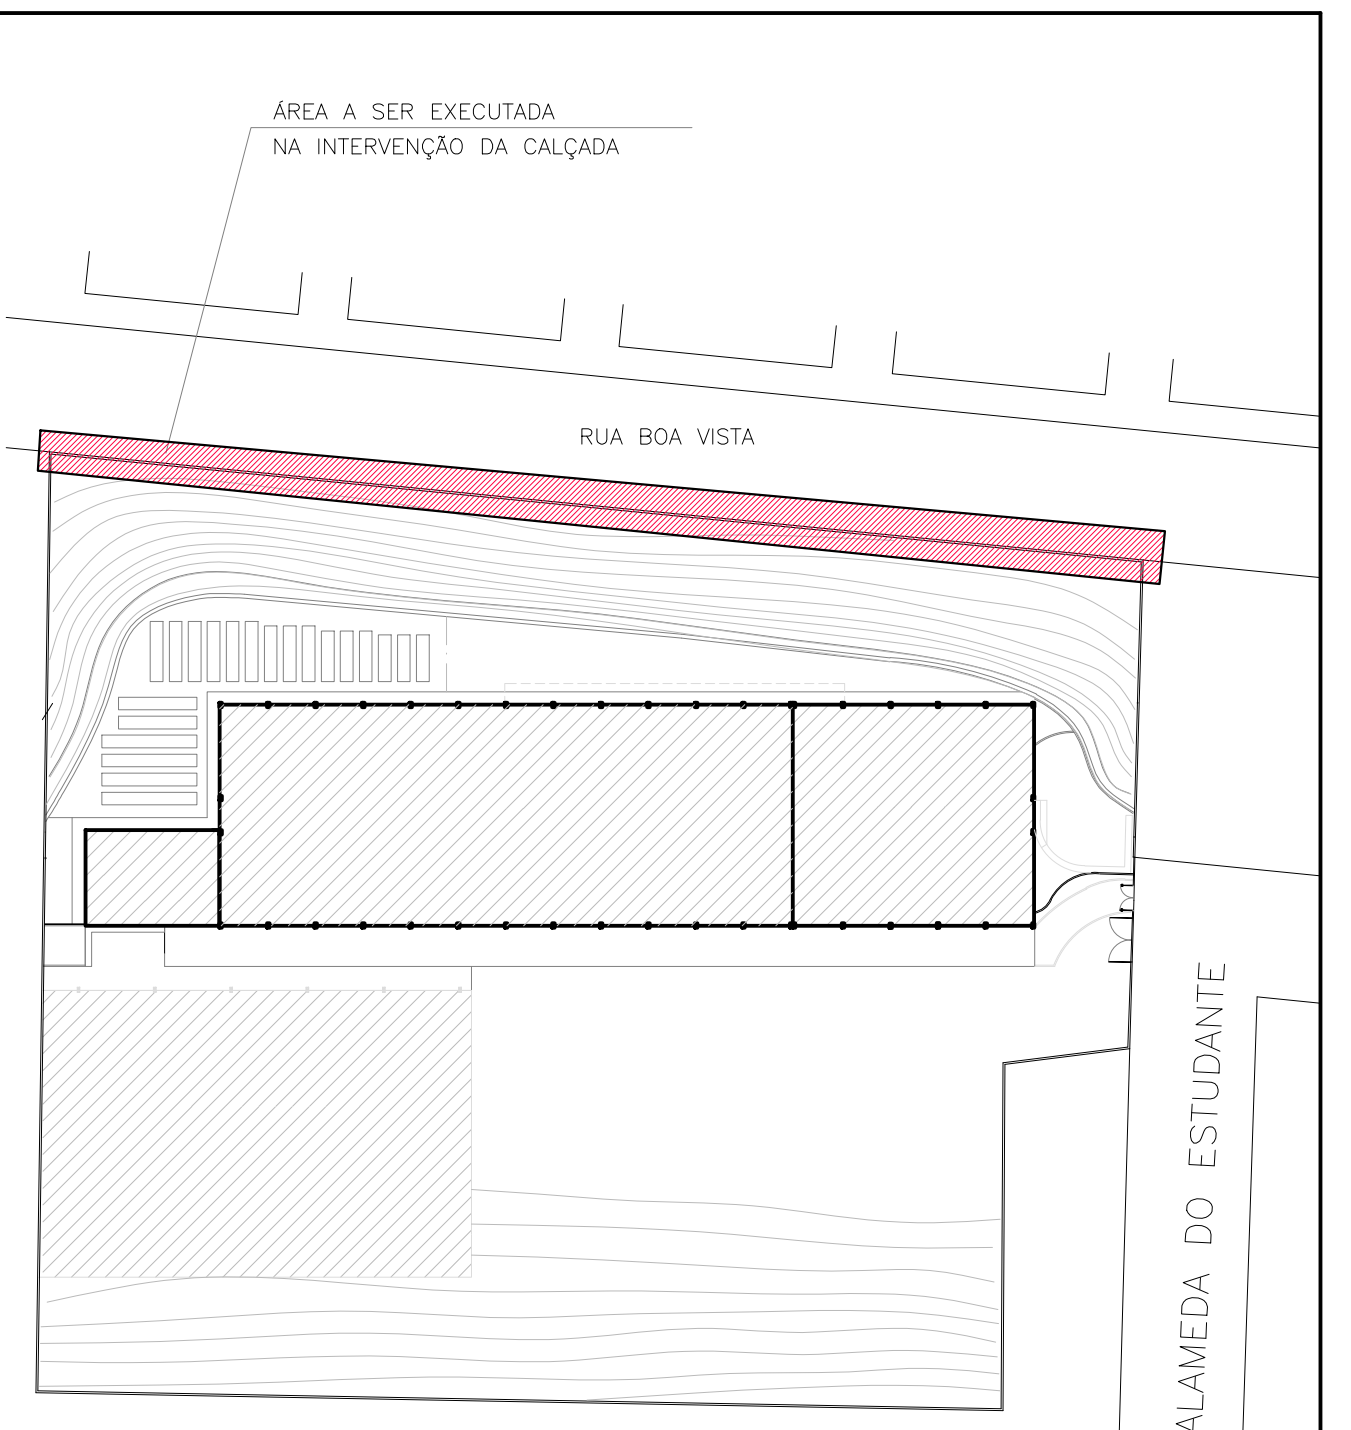 ÁREA A SER EXECUTADA
NA INTERVENÇÃO DA CALÇADA
RUA BOA VISTA
ALAMEDA DO ESTUDANTE